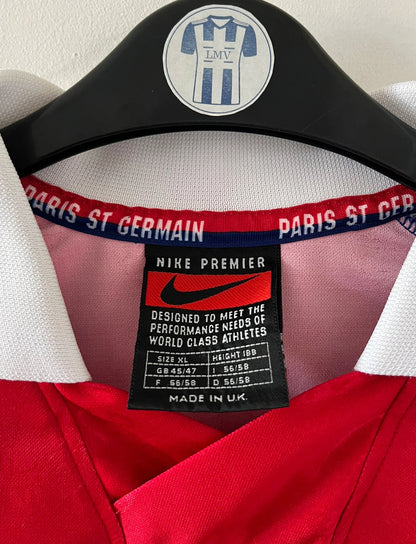 LMV
PARIS ST GERMAIN PARIS ST GERMAIN
NIKE PREMIER
DESIGNED TO MEET THE
PERFORMANCE NEEDS OF
WORLD CLASS ATHLETES
SIZE XL HEIGHT 188
GB 45/47 I 56/58
F 56/58 D 56/58
MADE IN U.K.